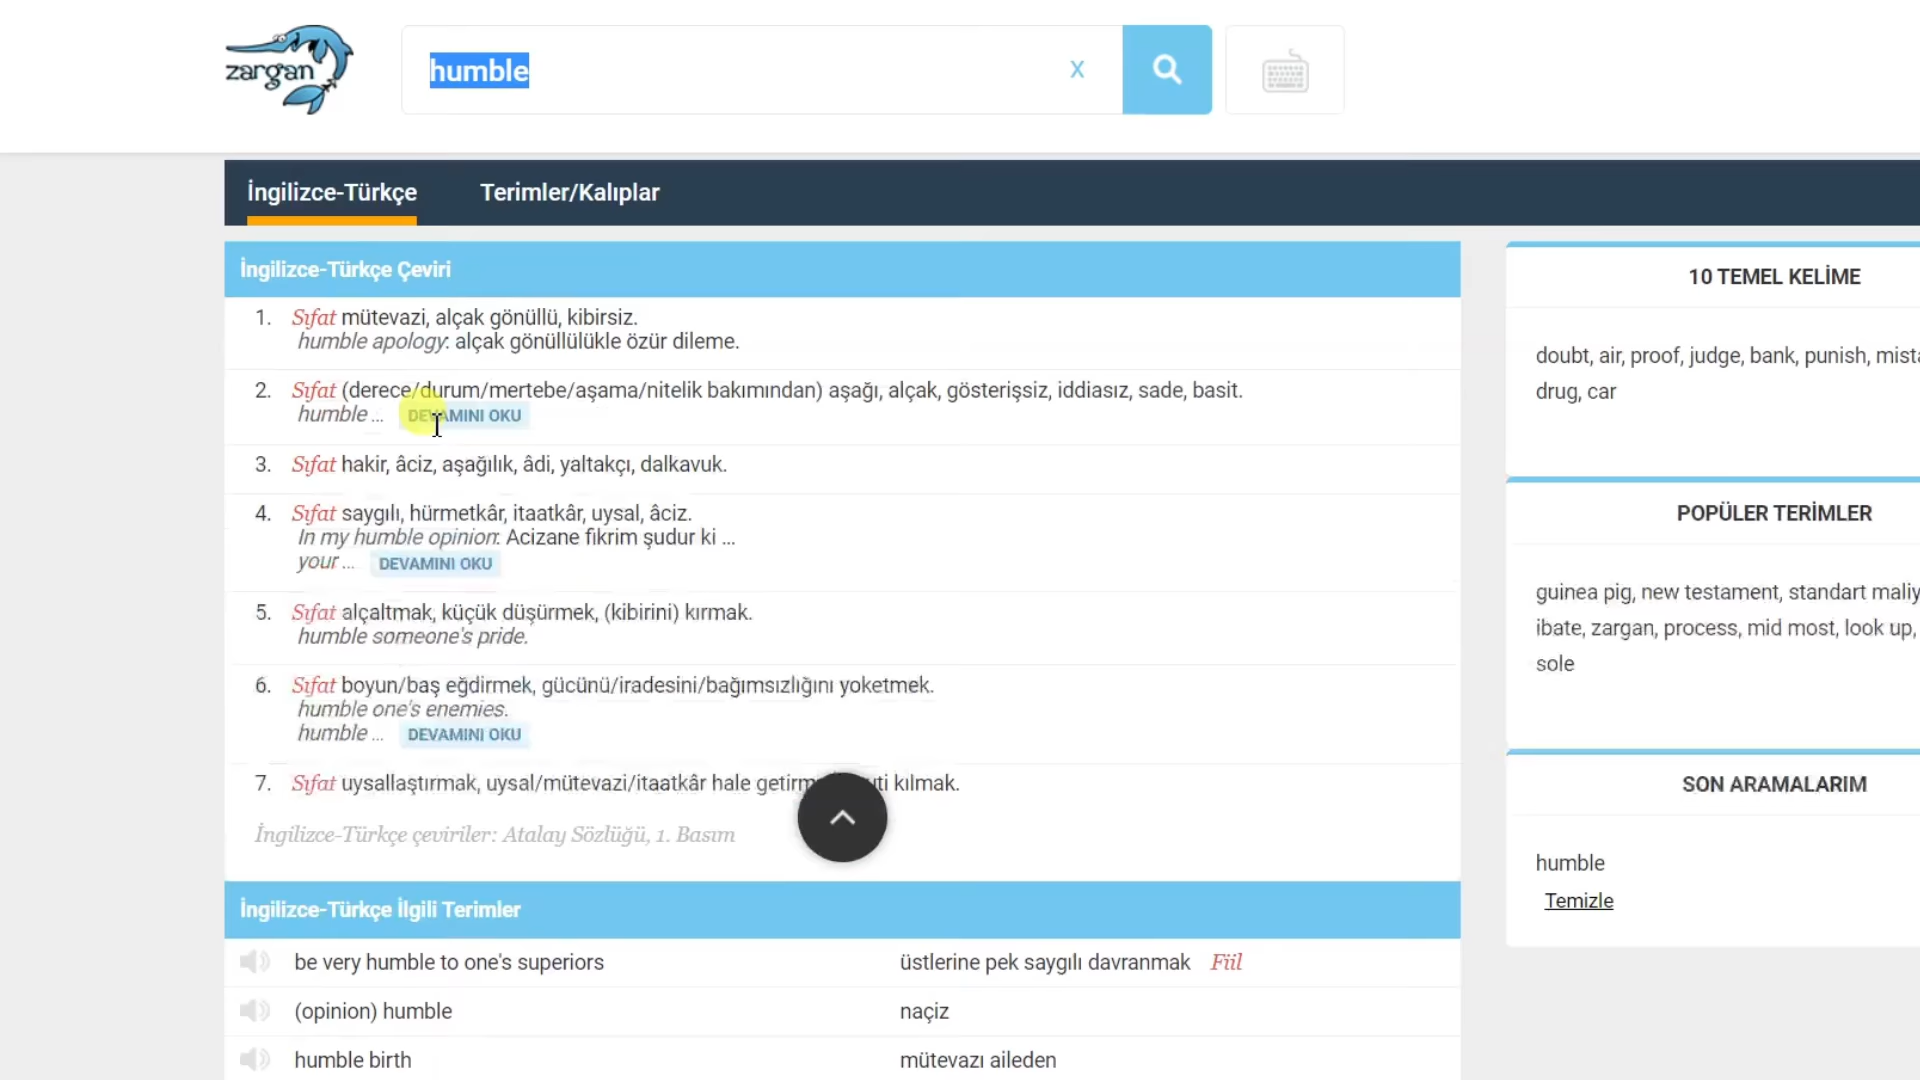 zargan
humble
X
İngilizce-Türkçe
Terimler/Kalıplar
İngilizce-Türkçe Çeviri
1. Sıfat mütevazi, alçak gönüllü, kibirsiz.
humble apology: alçak gönüllülükle özür dileme.
2. Sıfat (derece/durum/mertebe/aşama/nitelik bakımından) aşağı, alçak, gösterişsiz, iddiasız, sade, basit.
humble ... DEVAMINI OKU
3. Sıfat hakir, âciz, aşağılık, âdi, yaltakçı, dalkavuk.
4. Sıfat saygılı, hürmetkâr, itaatkâr, uysal, âciz.
In my humble opinion: Acizane fikrim şudur ki ...
your ... DEVAMINI OKU
5. Sıfat alçaltmak, küçük düşürmek, (kibirini) kırmak.
humble someone's pride.
6. Sıfat boyun/baş eğdirmek, gücünü/iradesini/bağımsızlığını yoketmek.
humble one's enemies.
humble ... DEVAMINI OKU
7. Sıfat uysallaştırmak, uysal/mütevazi/itaatkâr hale kılmak.
İngilizce-Türkçe çeviriler: Atalay Sözlüğü, 1. Basım
İngilizce-Türkçe İlgili Terimler
be very humble to one's superiors üstlerine pek saygılı davranmak Fiil
(opinion) humble naçiz
humble birth mütevazı aileden
10 TEMEL KELİME
doubt, air, proof, judge, bank, punish,
drug, car
POPÜLER TERİMLER
guinea pig, new testament, standart
ibate, zargan, process, mid most, look up,
sole
SON ARAMALARIM
humble
Temizle